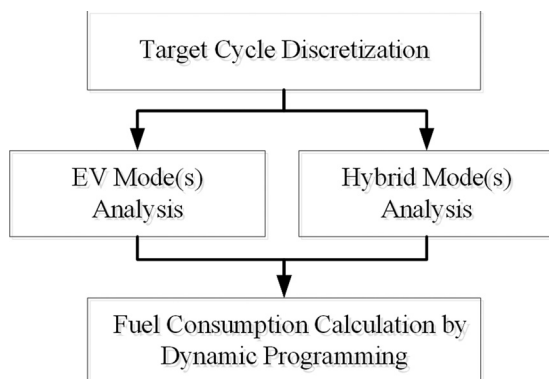 Target Cycle Discretization
EV Mode(s)
Analysis
Hybrid Mode(s)
Analysis
Fuel Consumption Calculation by
Dynamic Programming